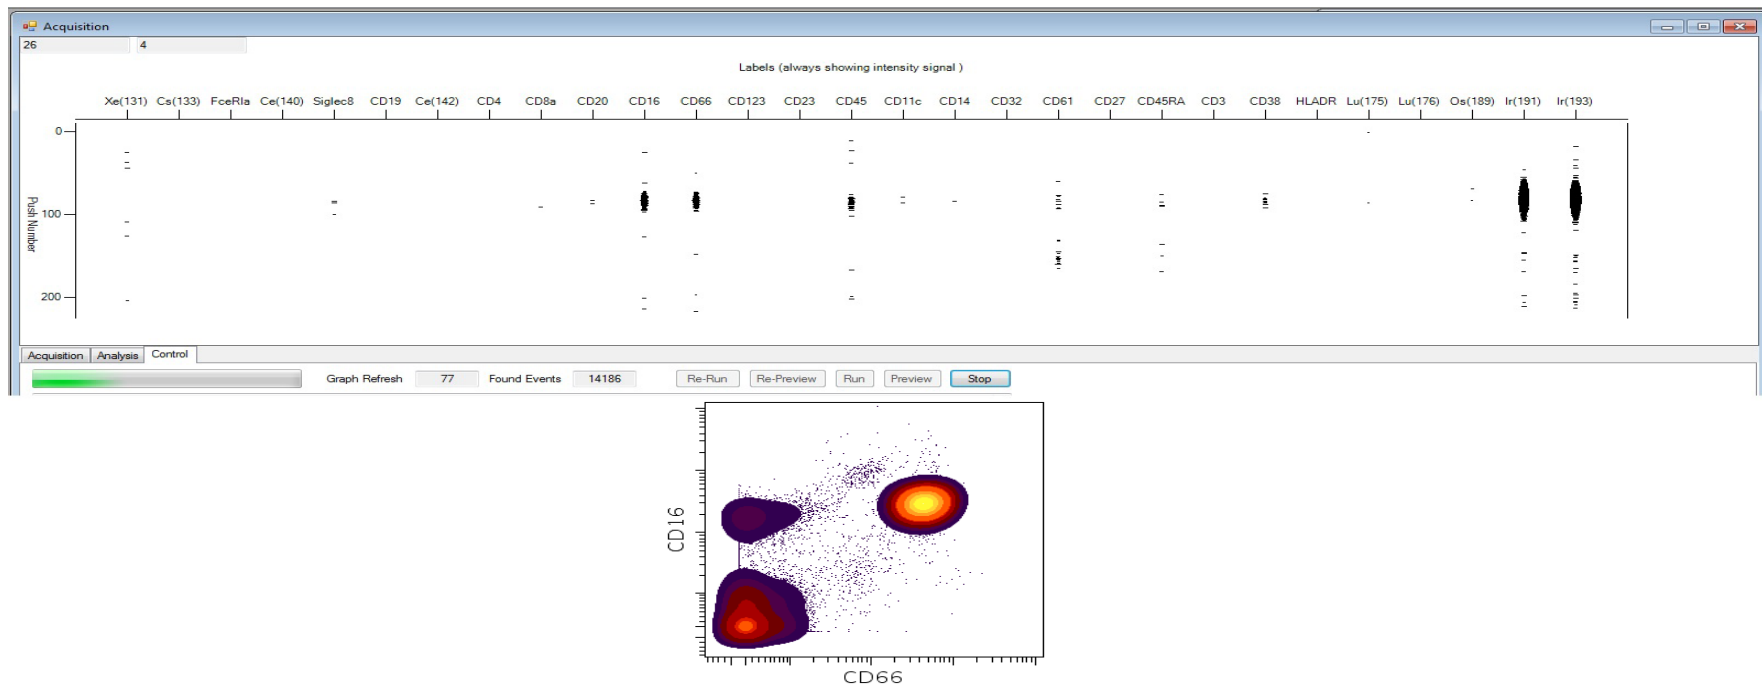 Acquisition
26 4
Labels (always showing intensity signal )
Xe(131) Cs(133) FceRIa Ce(140) Siglec8 CD19 Ce(142) CD4 CD8a CD20 CD16 CD66 CD123 CD23 CD45 CD11c CD14 CD32 CD61 CD27 CD45RA CD3 CD38 HLADR Lu(175) Lu(176) Os(189) Ir(191) Ir(193)
0
Push Number
100
200
Acquisition Analysis Control
Graph Refresh 77 Found Events 14186 Re-Run Re-Preview Run Preview Stop
CD16
CD66